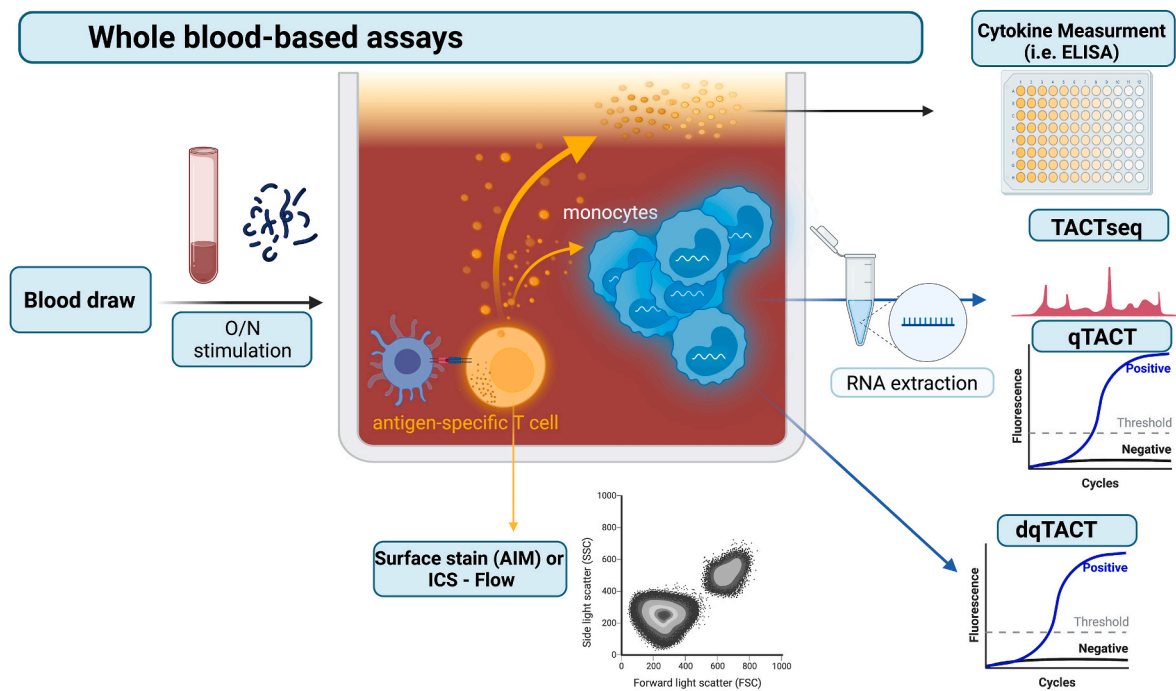 Whole blood-based assays
Cytokine Measurment
(i.e. ELISA)
Blood draw
O/N
stimulation
monocytes
antigen-specific T cell
RNA extraction
TACTseq
qTACT
Fluorescence
Positive
Threshold
Negative
Cycles
Surface stain (AIM) or
ICS - Flow
Side light scatter (SSC)
1000
800
600
400
200
0
0 200 400 600 800 1000
Forward light scatter (FSC)
dqTACT
Fluorescence
Positive
Threshold
Negative
Cycles